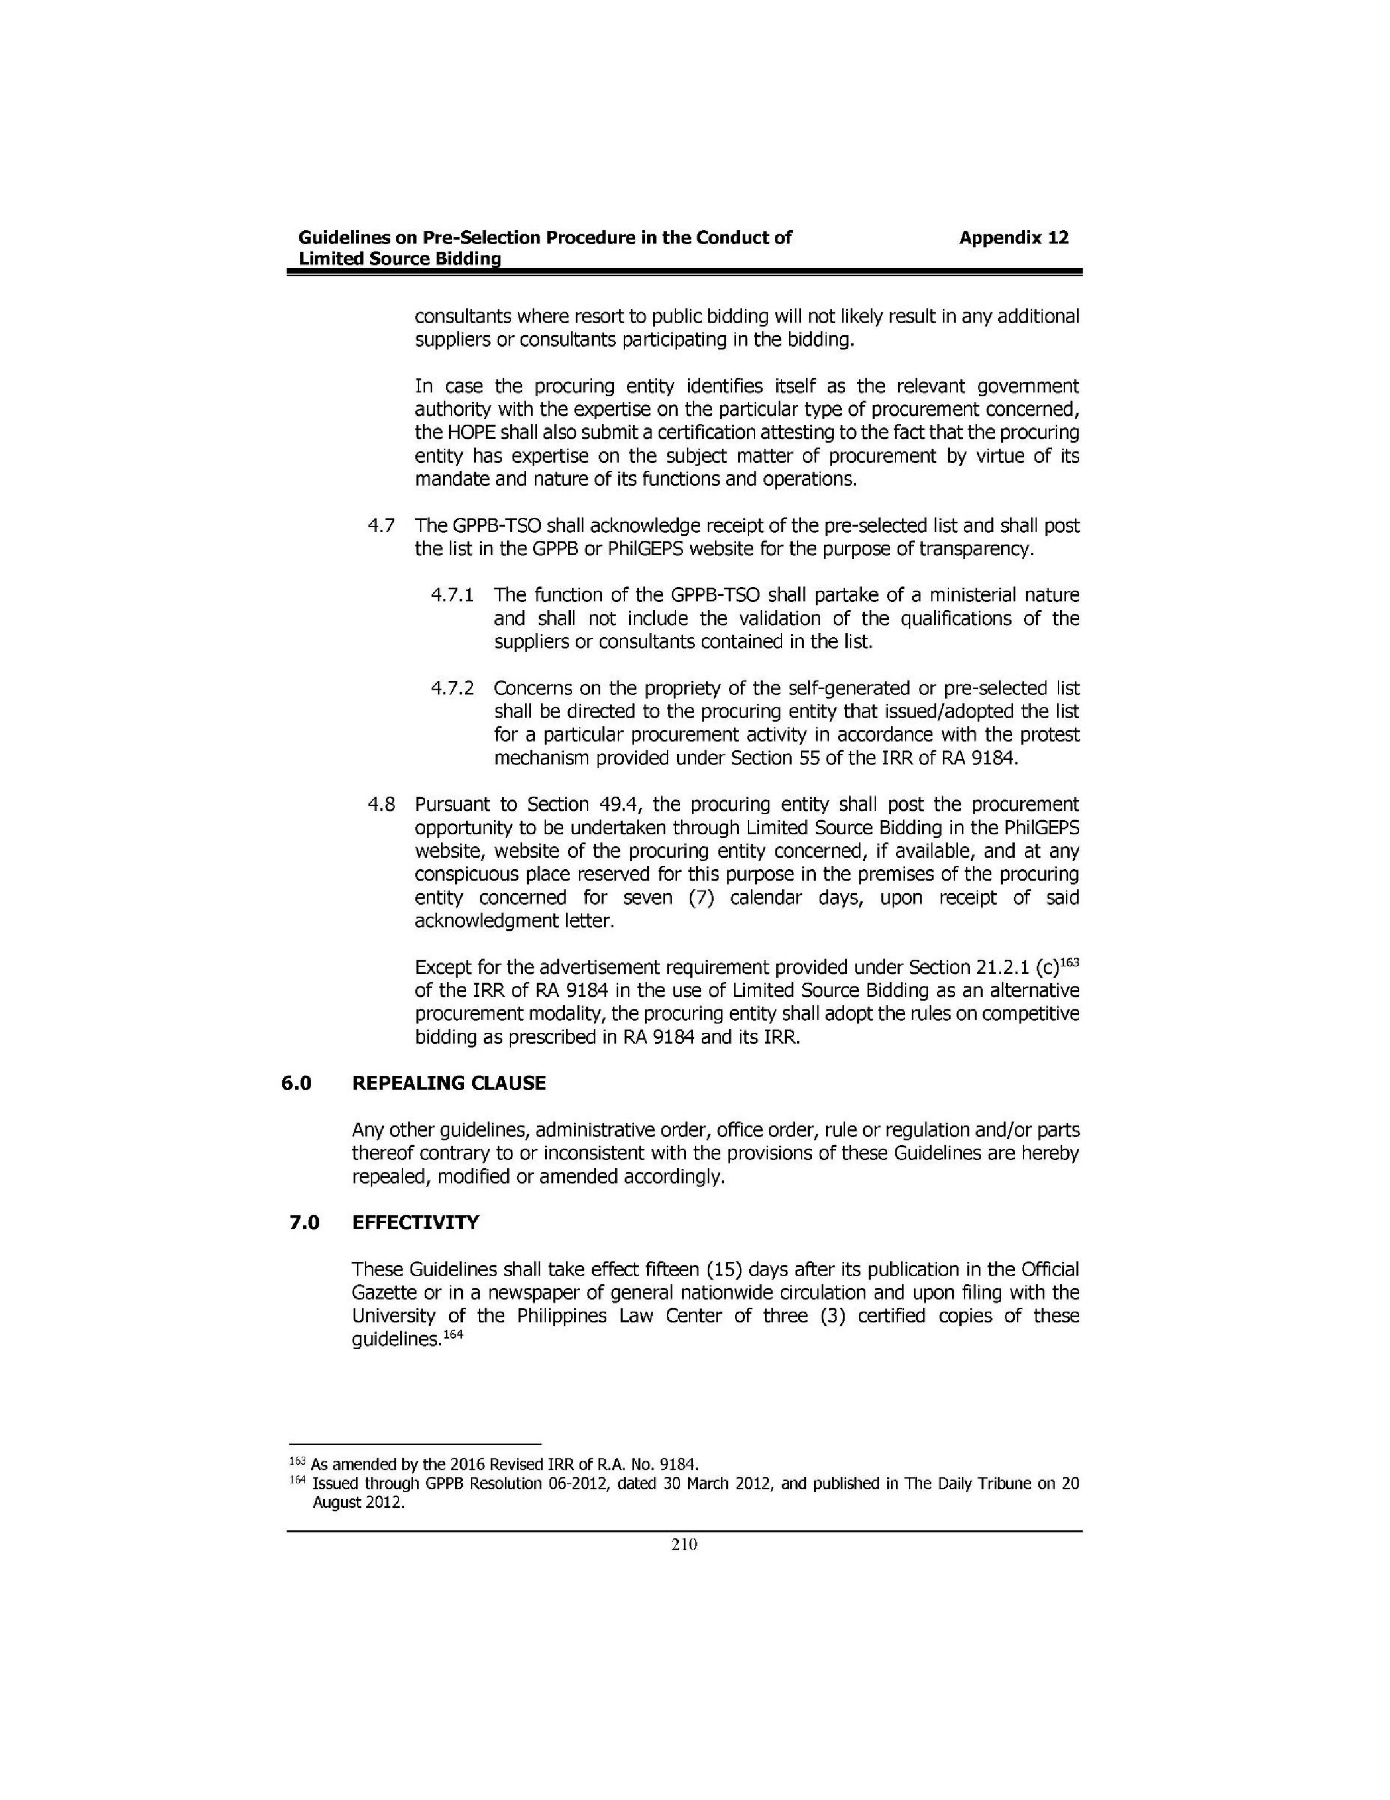 Guidelines on Pre-Selection Procedure in the Conduct of Appendix 12
Limited Source Bidding
consultants where resort to public bidding will not likely result in any additional
suppliers or consultants participating in the bidding.
In case the procuring entity identifies itself as the relevant government
authority with the expertise on the particular type of procurement concerned,
the HOPE shall also submit a certification attesting to the fact that the procuring
entity has expertise on the subject matter of procurement by virtue of its
mandate and nature of its functions and operations.
4.7 The GPPB-TSO shall acknowledge receipt of the pre-selected list and shall post
the list in the GPPB or PhilGEPS website for the purpose of transparency.
4.7.1 The function of the GPPB-TSO shall partake of a ministerial nature
and shall not include the validation of the qualifications of the
suppliers or consultants contained in the list.
4.7.2 Concerns on the propriety of the self-generated or pre-selected list
shall be directed to the procuring entity that issued/adopted the list
for a particular procurement activity in accordance with the protest
mechanism provided under Section 55 of the IRR of RA 9184.
4.8 Pursuant to Section 49.4, the procuring entity shall post the procurement
opportunity to be undertaken through Limited Source Bidding in the PhilGEPS
website, website of the procuring entity concerned, if available, and at any
conspicuous place reserved for this purpose in the premises of the procuring
entity concerned for seven (7) calendar days, upon receipt of said
acknowledgment letter.
Except for the advertisement requirement provided under Section 21.2.1 (c)163
of the IRR of RA 9184 in the use of Limited Source Bidding as an alternative
procurement modality, the procuring entity shall adopt the rules on competitive
bidding as prescribed in RA 9184 and its IRR.
6.0 REPEALING CLAUSE
Any other guidelines, administrative order, office order, rule or regulation and/or parts
thereof contrary to or inconsistent with the provisions of these Guidelines are hereby
repealed, modified or amended accordingly.
7.0 EFFECTIVITY
These Guidelines shall take effect fifteen (15) days after its publication in the Official
Gazette or in a newspaper of general nationwide circulation and upon filing with the
University of the Philippines Law Center of three (3) certified copies of these
guidelines.164
163 As amended by the 2016 Revised IRR of R.A. No. 9184.
164 Issued through GPPB Resolution 06-2012, dated 30 March 2012, and published in The Daily Tribune on 20
August 2012.
210